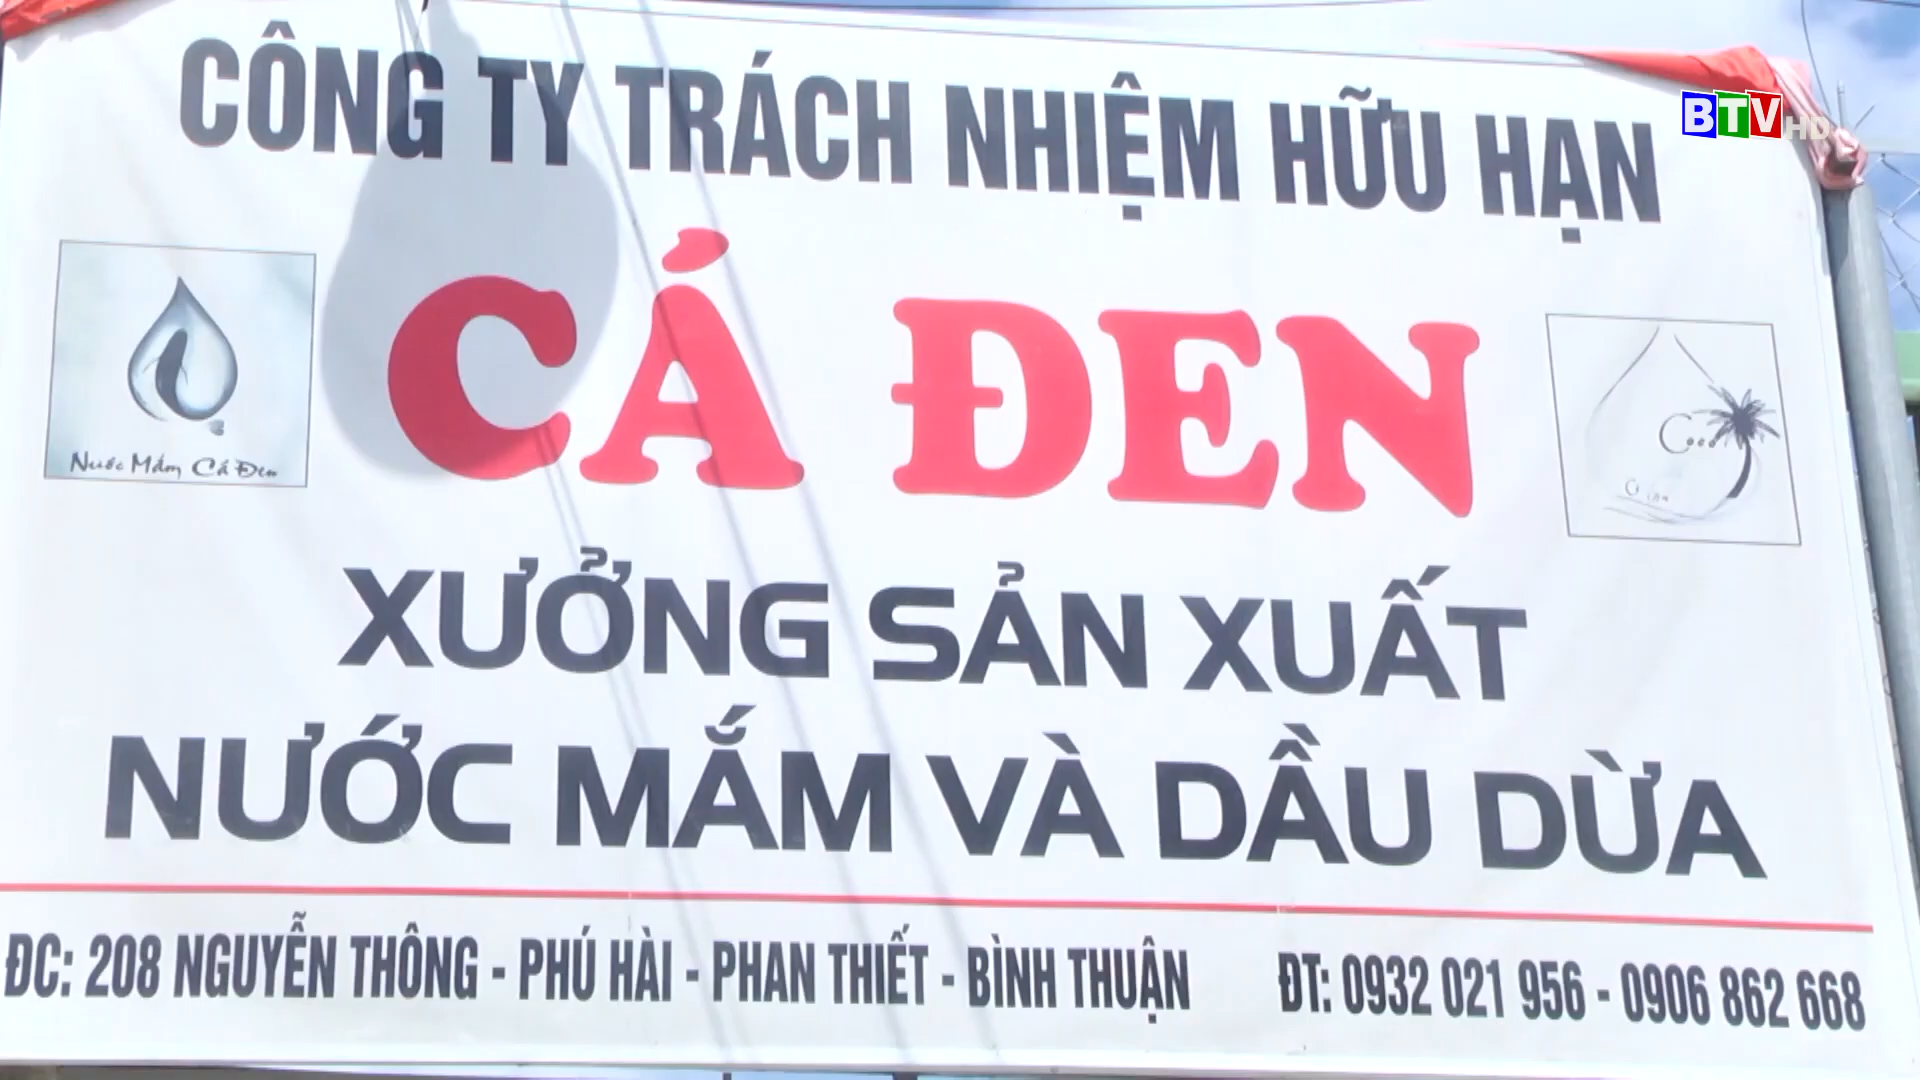 CÔNG TY TRÁCH NHIỆM HỮU HẠN
BTV HD
CÁ ĐEN
Nước Mắm Cá Đen
Coco
XƯỞNG SẢN XUẤT
NƯỚC MẮM VÀ DẦU DỪA
ĐC: 208 NGUYỄN THÔNG - PHÚ HÀI - PHAN THIẾT - BÌNH THUẬN ĐT: 0932 021 956 - 0906 862 668